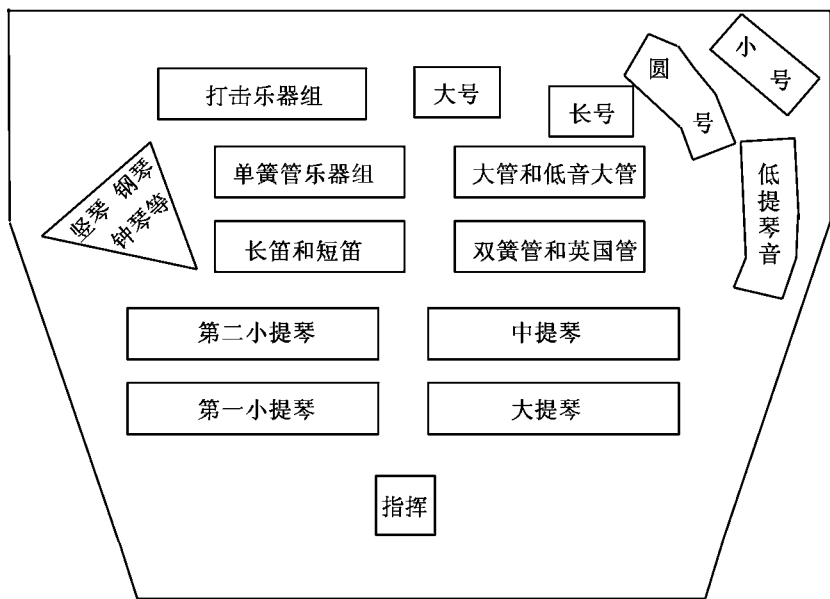 小号
圆号
打击乐器组
大号
长号
竖琴 钢琴
钟琴等
单簧管乐器组
大管和低音大管
低提琴音
长笛和短笛
双簧管和英国管
第二小提琴
中提琴
第一小提琴
大提琴
指挥